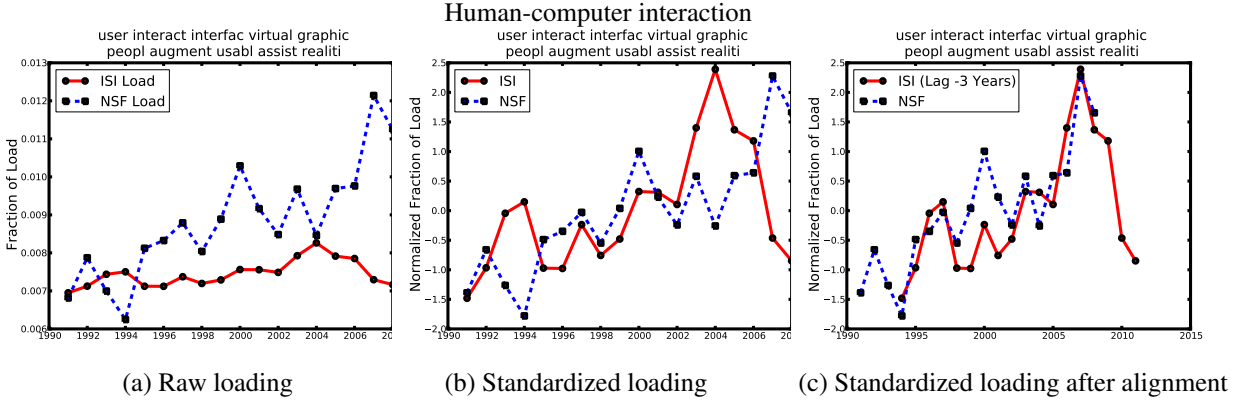 Human-computer interaction
user interact interfac virtual graphic
peopl augment usabl assist realiti
0.013
0.012
0.011
0.010
0.009
0.008
0.007
0.006
Fraction of Load
ISI Load
NSF Load
1990 1992 1994 1996 1998 2000 2002 2004 2006
(a) Raw loading
user interact interfac virtual graphic
peopl augment usabl assist realiti
2.5
2.0
1.5
1.0
0.5
0.0
−0.5
−1.0
−1.5
−2.0
Normalized Fraction of Load
ISI
NSF
1990 1992 1994 1996 1998 2000 2002 2004 2006
(b) Standardized loading
user interact interfac virtual graphic
peopl augment usabl assist realiti
2.5
2.0
1.5
1.0
0.5
0.0
−0.5
−1.0
−1.5
−2.0
Normalized Fraction of Load
ISI (Lag -3 Years)
NSF
1990 1995 2000 2005 2010 2015
(c) Standardized loading after alignment